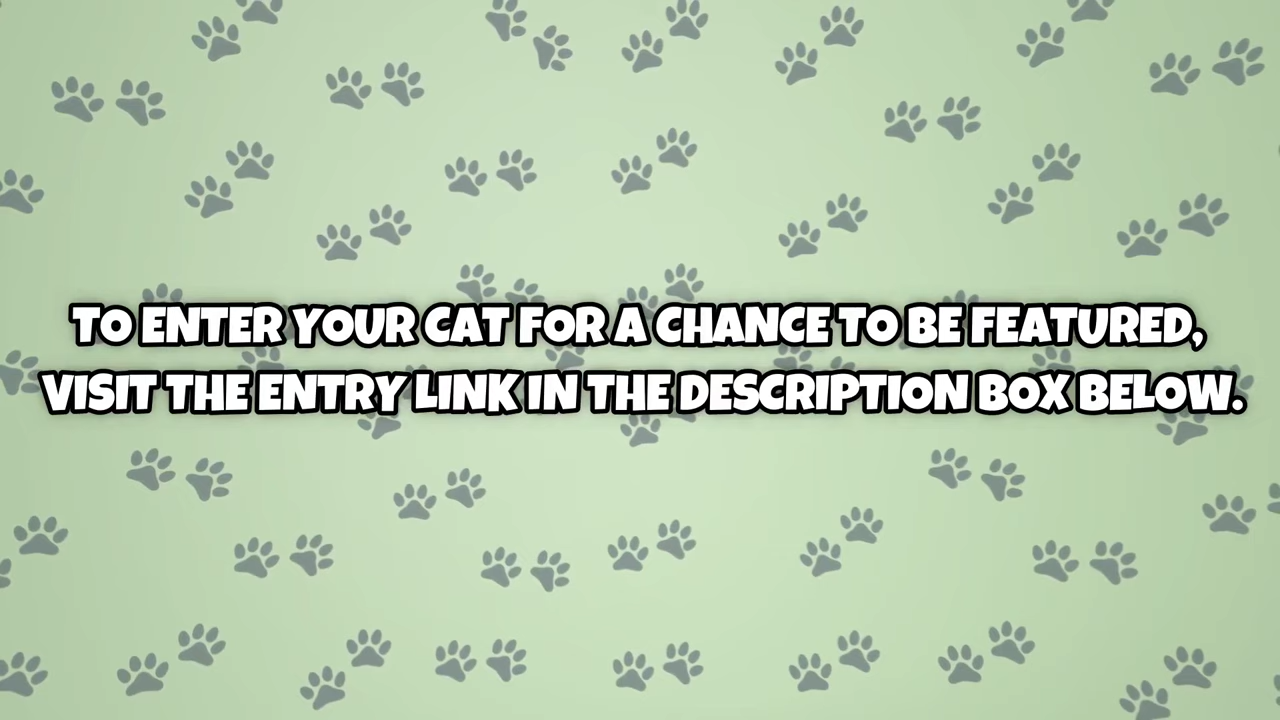 TO ENTER YOUR CAT FOR A CHANCE TO BE FEATURED,
VISIT THE ENTRY LINK IN THE DESCRIPTION BOX BELOW.